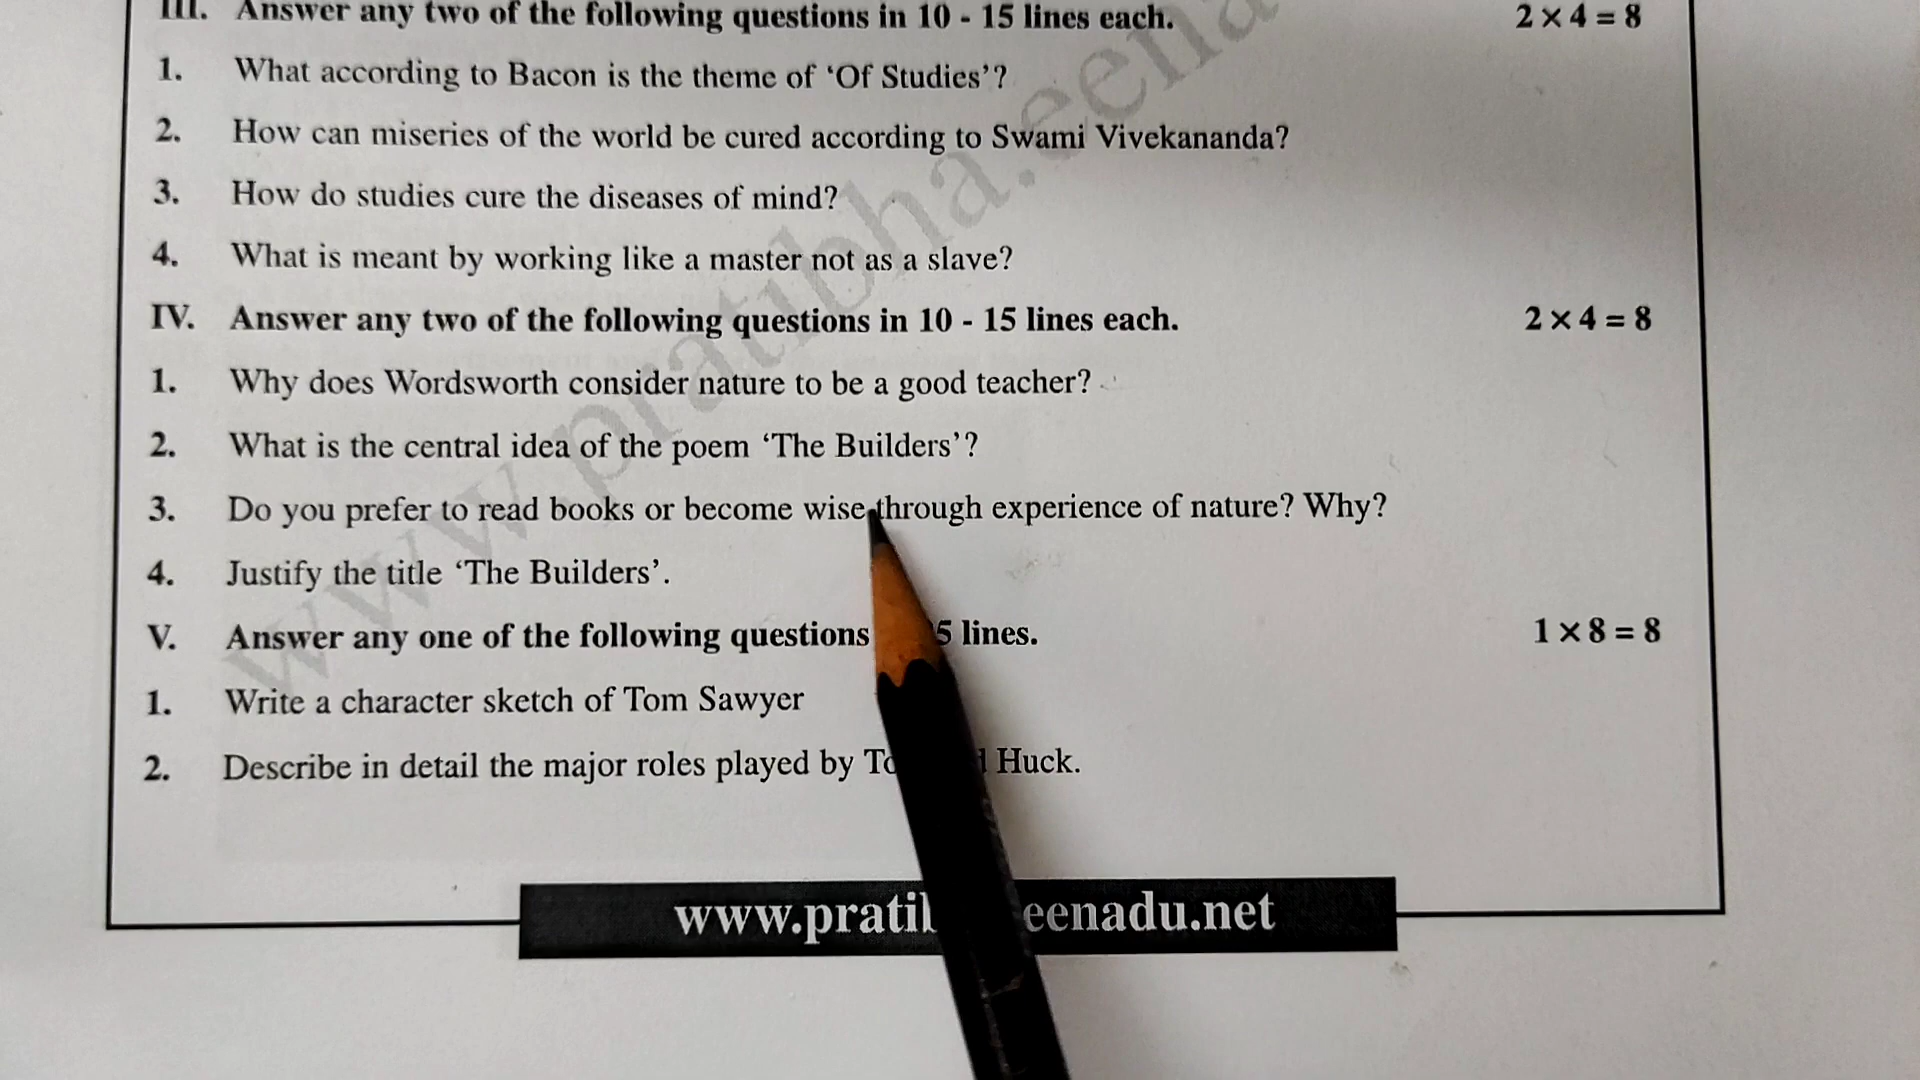 III. Answer any two of the following questions in 10 - 15 lines each. 2 × 4 = 8
1. What according to Bacon is the theme of ‘Of Studies’?
2. How can miseries of the world be cured according to Swami Vivekananda?
3. How do studies cure the diseases of mind?
4. What is meant by working like a master not as a slave?
IV. Answer any two of the following questions in 10 - 15 lines each. 2 × 4 = 8
1. Why does Wordsworth consider nature to be a good teacher?
2. What is the central idea of the poem ‘The Builders’?
3. Do you prefer to read books or become wise through experience of nature? Why?
4. Justify the title ‘The Builders’.
V. Answer any one of the following questions 5 lines. 1 × 8 = 8
1. Write a character sketch of Tom Sawyer
2. Describe in detail the major roles played by Huck.
www.prati eenadu.net
www.pratibha.eena